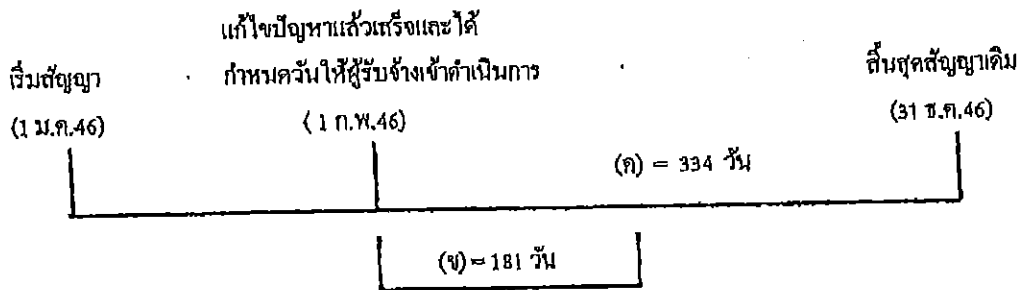 แก้ไขปัญหาแล้วเสร็จและได้
เริ่มสัญญา กำหนดวันให้ผู้รับจ้างเข้าดำเนินการ สิ้นสุดสัญญาเดิม
(1 ม.ค.46) (1 ก.พ.46) (31 ธ.ค.46)
(ค) = 334 วัน
(ข) = 181 วัน